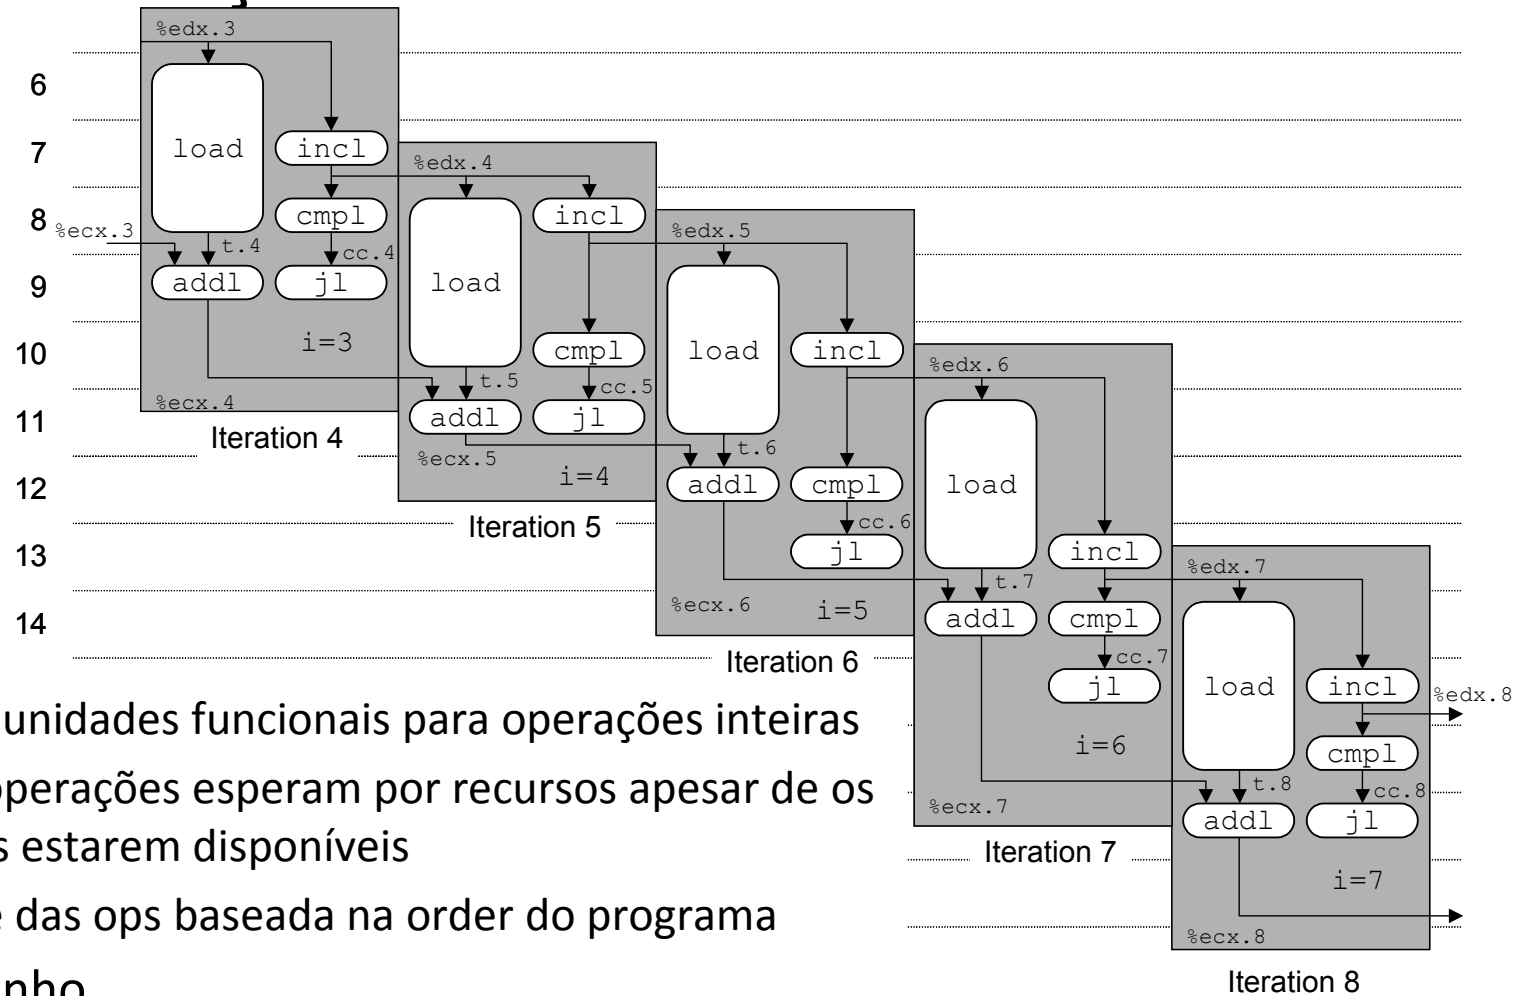 %edx.3
6
load
incl
7
%edx.4
8
%ecx.3
t.4
cmpl
cc.4
incl
%edx.5
9
addl
jl
load
i=3
10
cmpl
load
incl
%edx.6
t.5
cc.5
%ecx.4
11
addl
jl
Iteration 4
%ecx.5
t.6
i=4
12
addl
cmpl
load
Iteration 5
cc.6
13
jl
incl
%edx.7
t.7
%ecx.6
i=5
14
addl
cmpl
Iteration 6
cc.7
jl
load
incl
%edx.8
unidades funcionais para operações inteiras
i=6
cmpl
operações esperam por recursos apesar de os
t.8
cc.8
%ecx.7
addl
jl
estarem disponíveis
Iteration 7
i=7
das ops baseada na order do programa
%ecx.8
Iteration 8